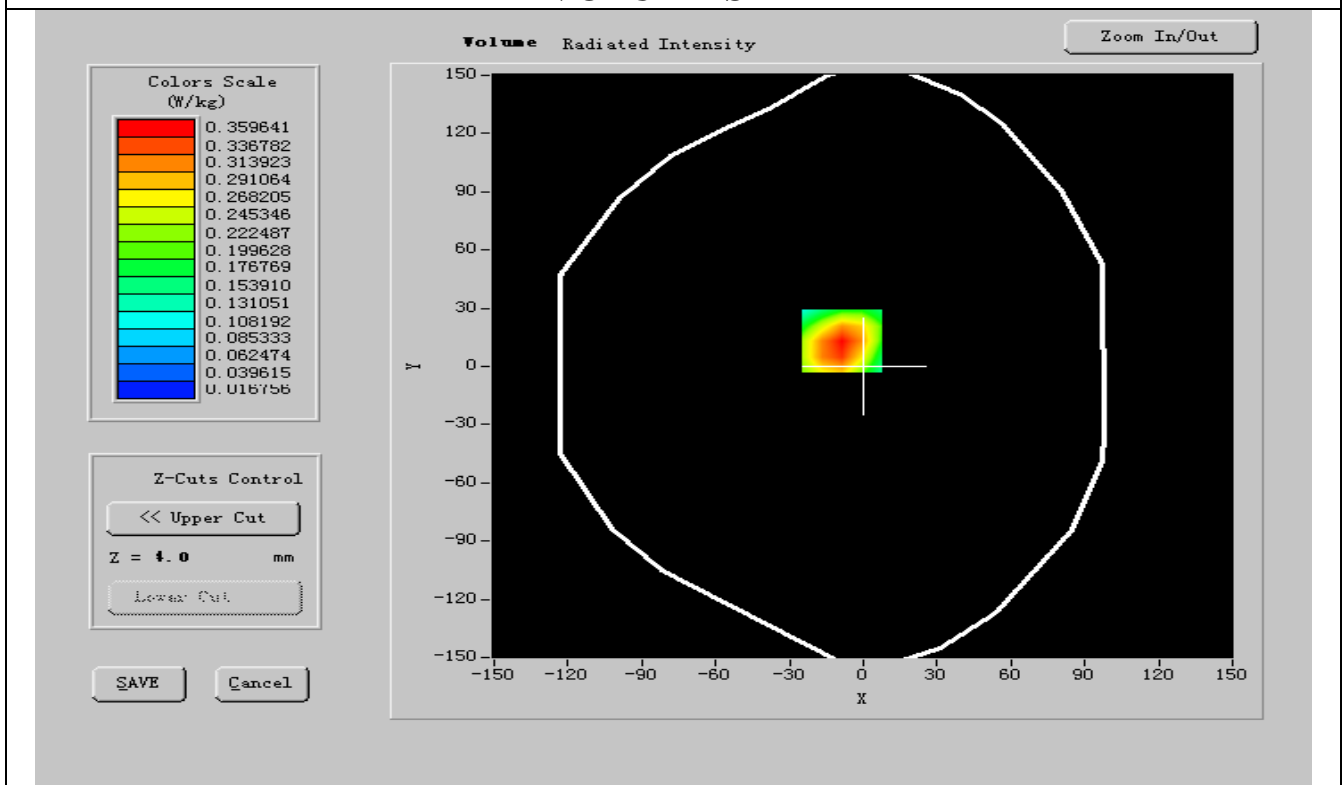 Volume Radiated Intensity
Zoom In/Out
Colors Scale
(W/kg)
0.359641
0.336782
0.313923
0.291064
0.268205
0.245346
0.222487
0.199628
0.176769
0.153910
0.131051
0.108192
0.085333
0.062474
0.039615
0.016756
Z-Cuts Control
<< Upper Cut
Z = 4.0 mm
Lower Cut
SAVE
Cancel
150
120
90
60
30
0
-30
-60
-90
-120
-150
Y
-150 -120 -90 -60 -30 0 30 60 90 120 150
X